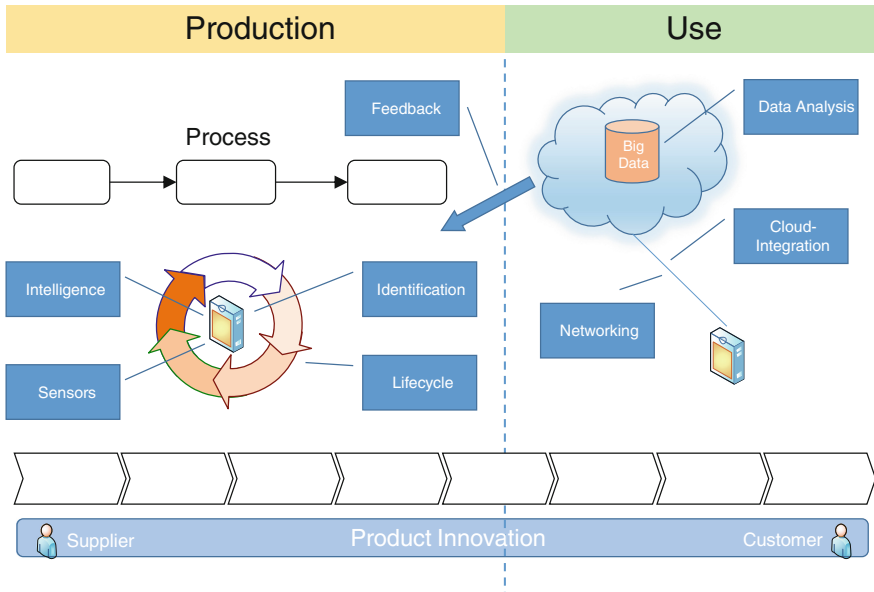 Production
Use
Feedback
Data Analysis
Process
Big
Data
Cloud-
Integration
Intelligence
Identification
Networking
Sensors
Lifecycle
Supplier
Product Innovation
Customer